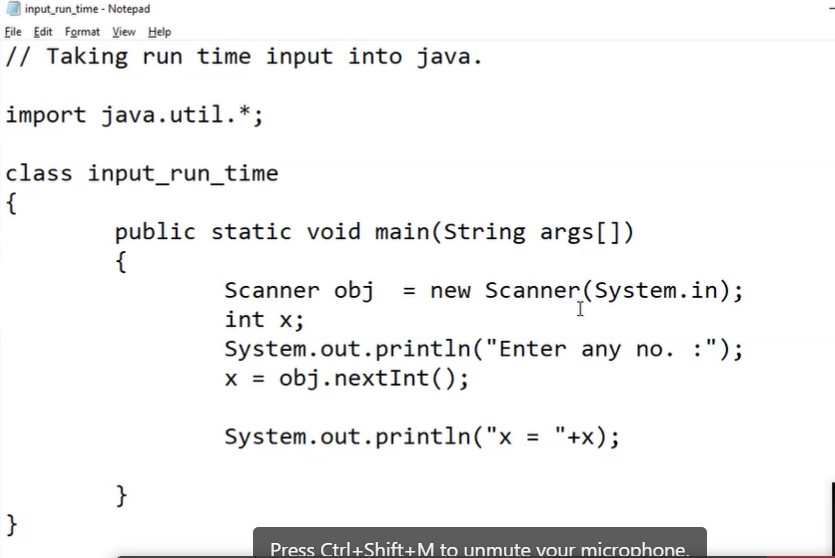 input_run_time - Notepad
File Edit Format View Help
// Taking run time input into java.
import java.util.*;
class input_run_time
{
public static void main(String args[])
{
Scanner obj  = new Scanner(System.in);
int x;
System.out.println("Enter any no. :");
x = obj.nextInt();
System.out.println("x = "+x);
}
}
Press Ctrl+Shift+M to unmute your microphone.